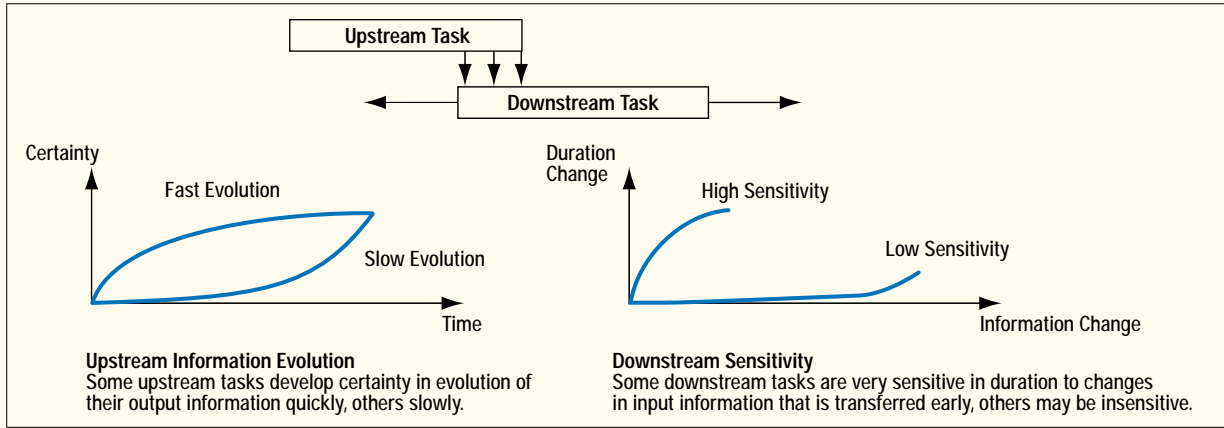 Upstream Task
Downstream Task
Certainty
Fast Evolution
Slow Evolution
Time
Upstream Information Evolution
Some upstream tasks develop certainty in evolution of
their output information quickly, others slowly.
Duration
Change
High Sensitivity
Low Sensitivity
Information Change
Downstream Sensitivity
Some downstream tasks are very sensitive in duration to changes
in input information that is transferred early, others may be insensitive.